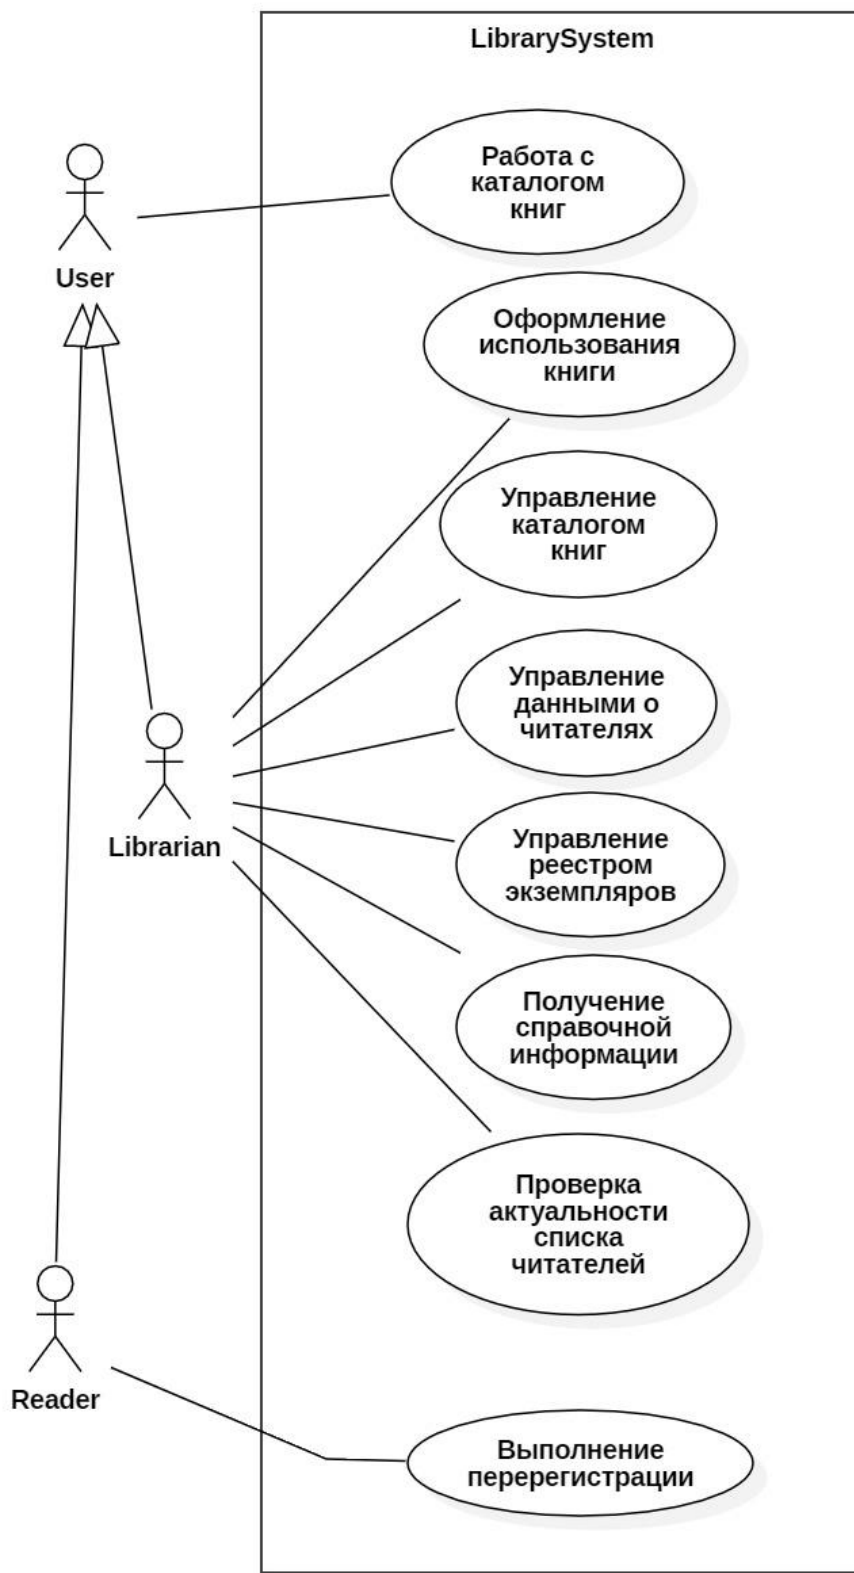 LibrarySystem
Работа с
каталогом
книг
User
Оформление
использования
книги
Управление
каталогом
книг
Управление
данными о
читателях
Librarian
Управление
реестром
экземпляров
Получение
справочной
информации
Проверка
актуальности
списка
читателей
Reader
Выполнение
перерегистрации